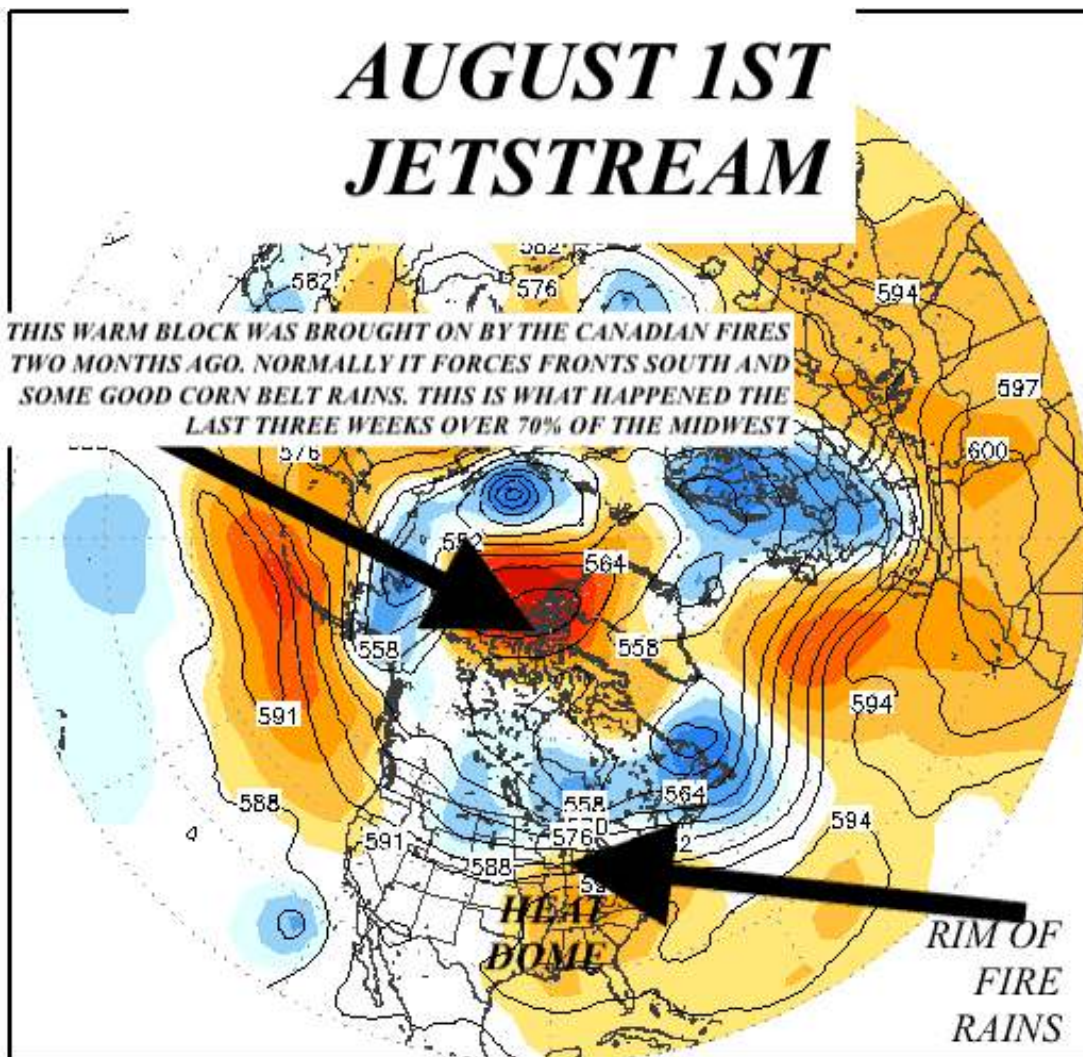 AUGUST 1ST
JETSTREAM
582
582
576
594
THIS WARM BLOCK WAS BROUGHT ON BY THE CANADIAN FIRES
TWO MONTHS AGO. NORMALLY IT FORCES FRONTS SOUTH AND
SOME GOOD CORN BELT RAINS. THIS IS WHAT HAPPENED THE
LAST THREE WEEKS OVER 70% OF THE MIDWEST
597
576
600
552
564
558
558
591
594
588
564
558
576
594
591
588
HEAT
DOME
RIM OF
FIRE
RAINS